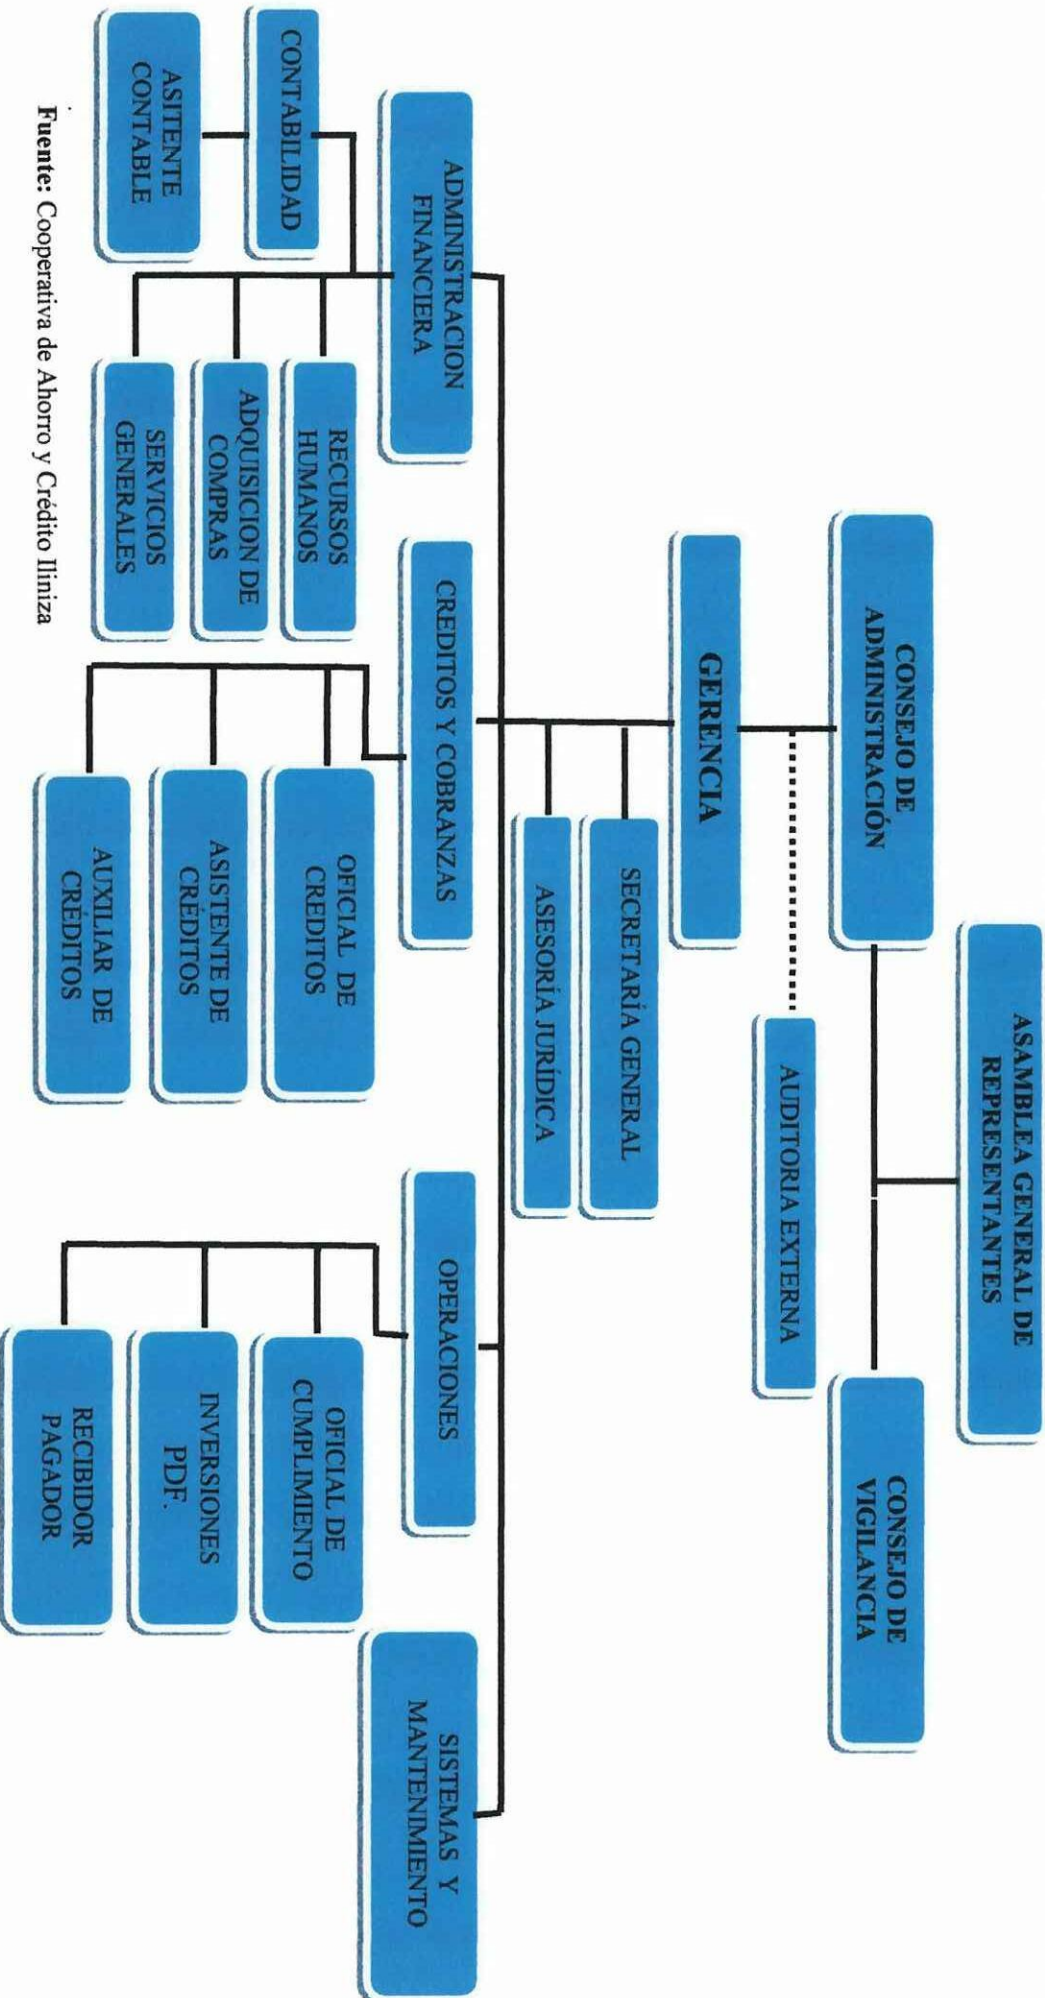 ASAMBLEA GENERAL DE
REPRESENTANTES
CONSEJO DE
ADMINISTRACIÓN
CONSEJO DE
VIGILANCIA
AUDITORIA EXTERNA
GERENCIA
SECRETARÍA GENERAL
ASESORÍA JURÍDICA
ADMINISTRACION
FINANCIERA
CREDITOS Y COBRANZAS
OPERACIONES
SISTEMAS Y
MANTENIMIENTO
CONTABILIDAD
ASITENTE
CONTABLE
RECURSOS
HUMANOS
ADQUISICION DE
COMPRAS
SERVICIOS
GENERALES
OFICIAL DE
CREDITOS
ASISTENTE DE
CRÉDITOS
AUXILIAR DE
CRÉDITOS
OFICIAL DE
CUMPLIMIENTO
INVERSIONES
PDF.
RECIBIDOR
PAGADOR
Fuente: Cooperativa de Ahorro y Crédito Iliniza